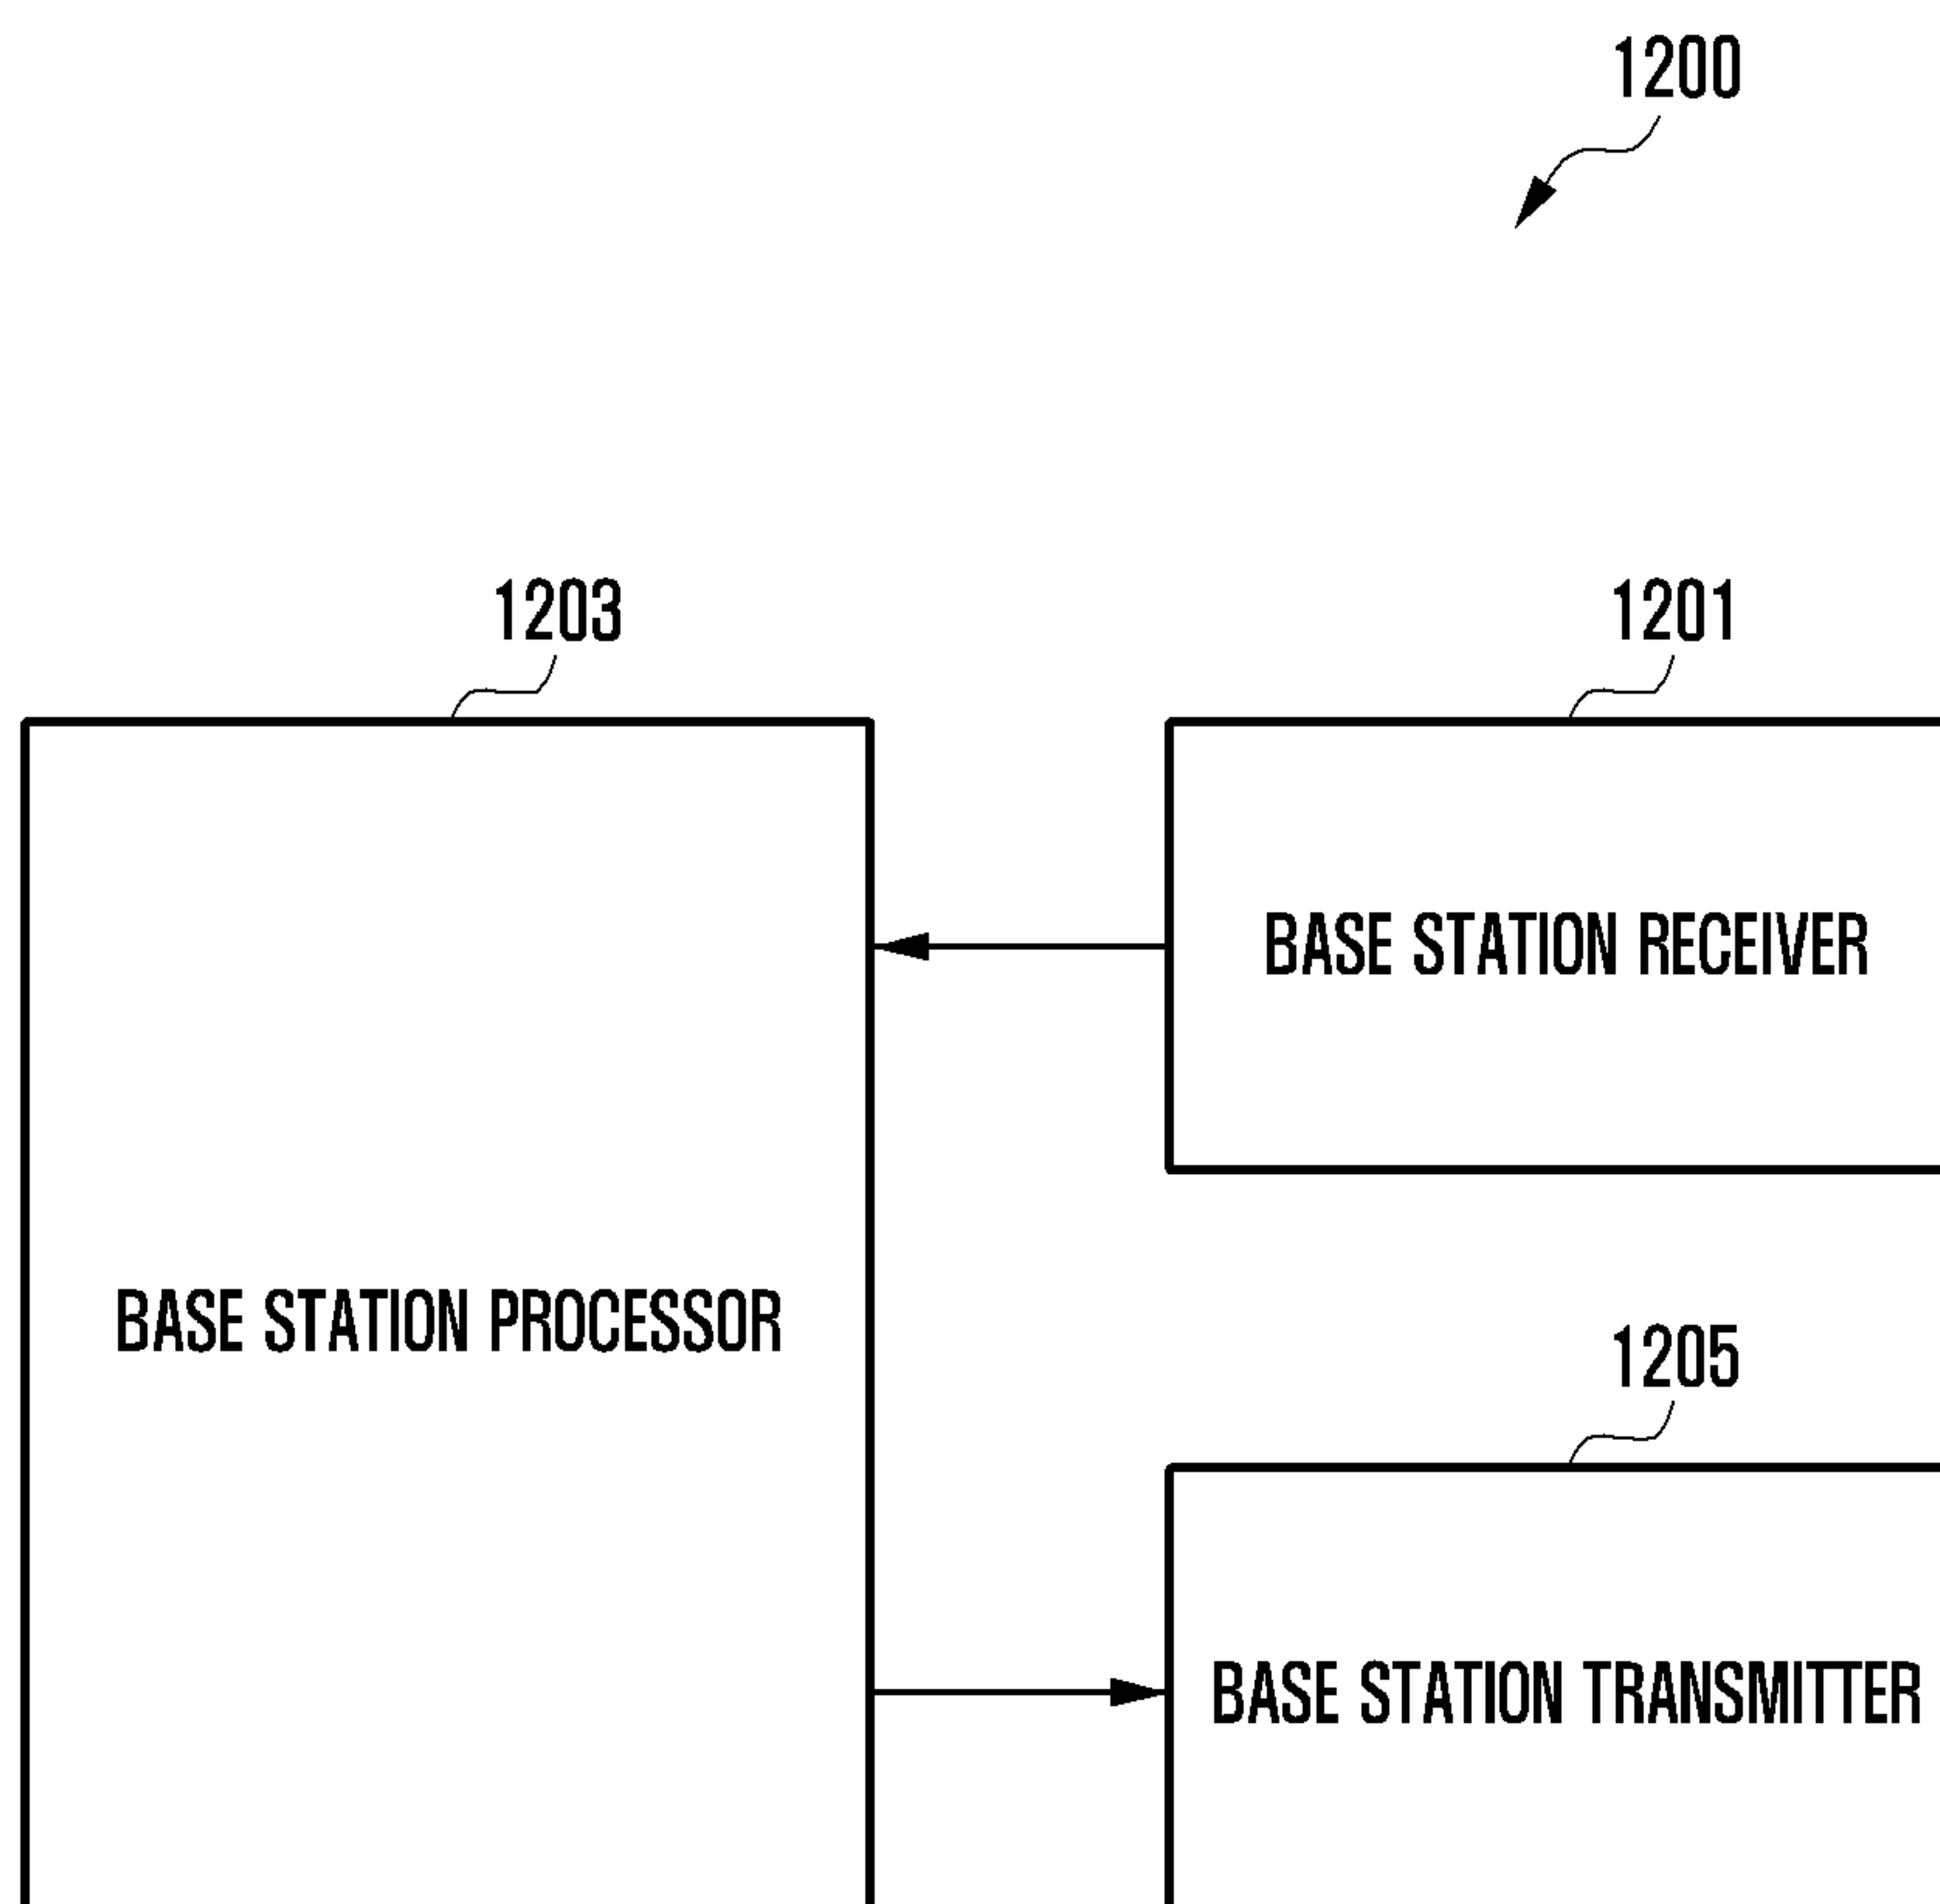 1200
1203
1201
BASE STATION RECEIVER
BASE STATION PROCESSOR
1205
BASE STATION TRANSMITTER